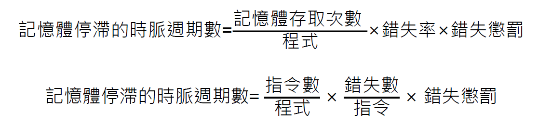 記憶體停滯的時脈週期數=記憶體存取次數/程式×錯失率×錯失懲罰
記憶體停滯的時脈週期數=指令數/程式 × 錯失數/指令 × 錯失懲罰